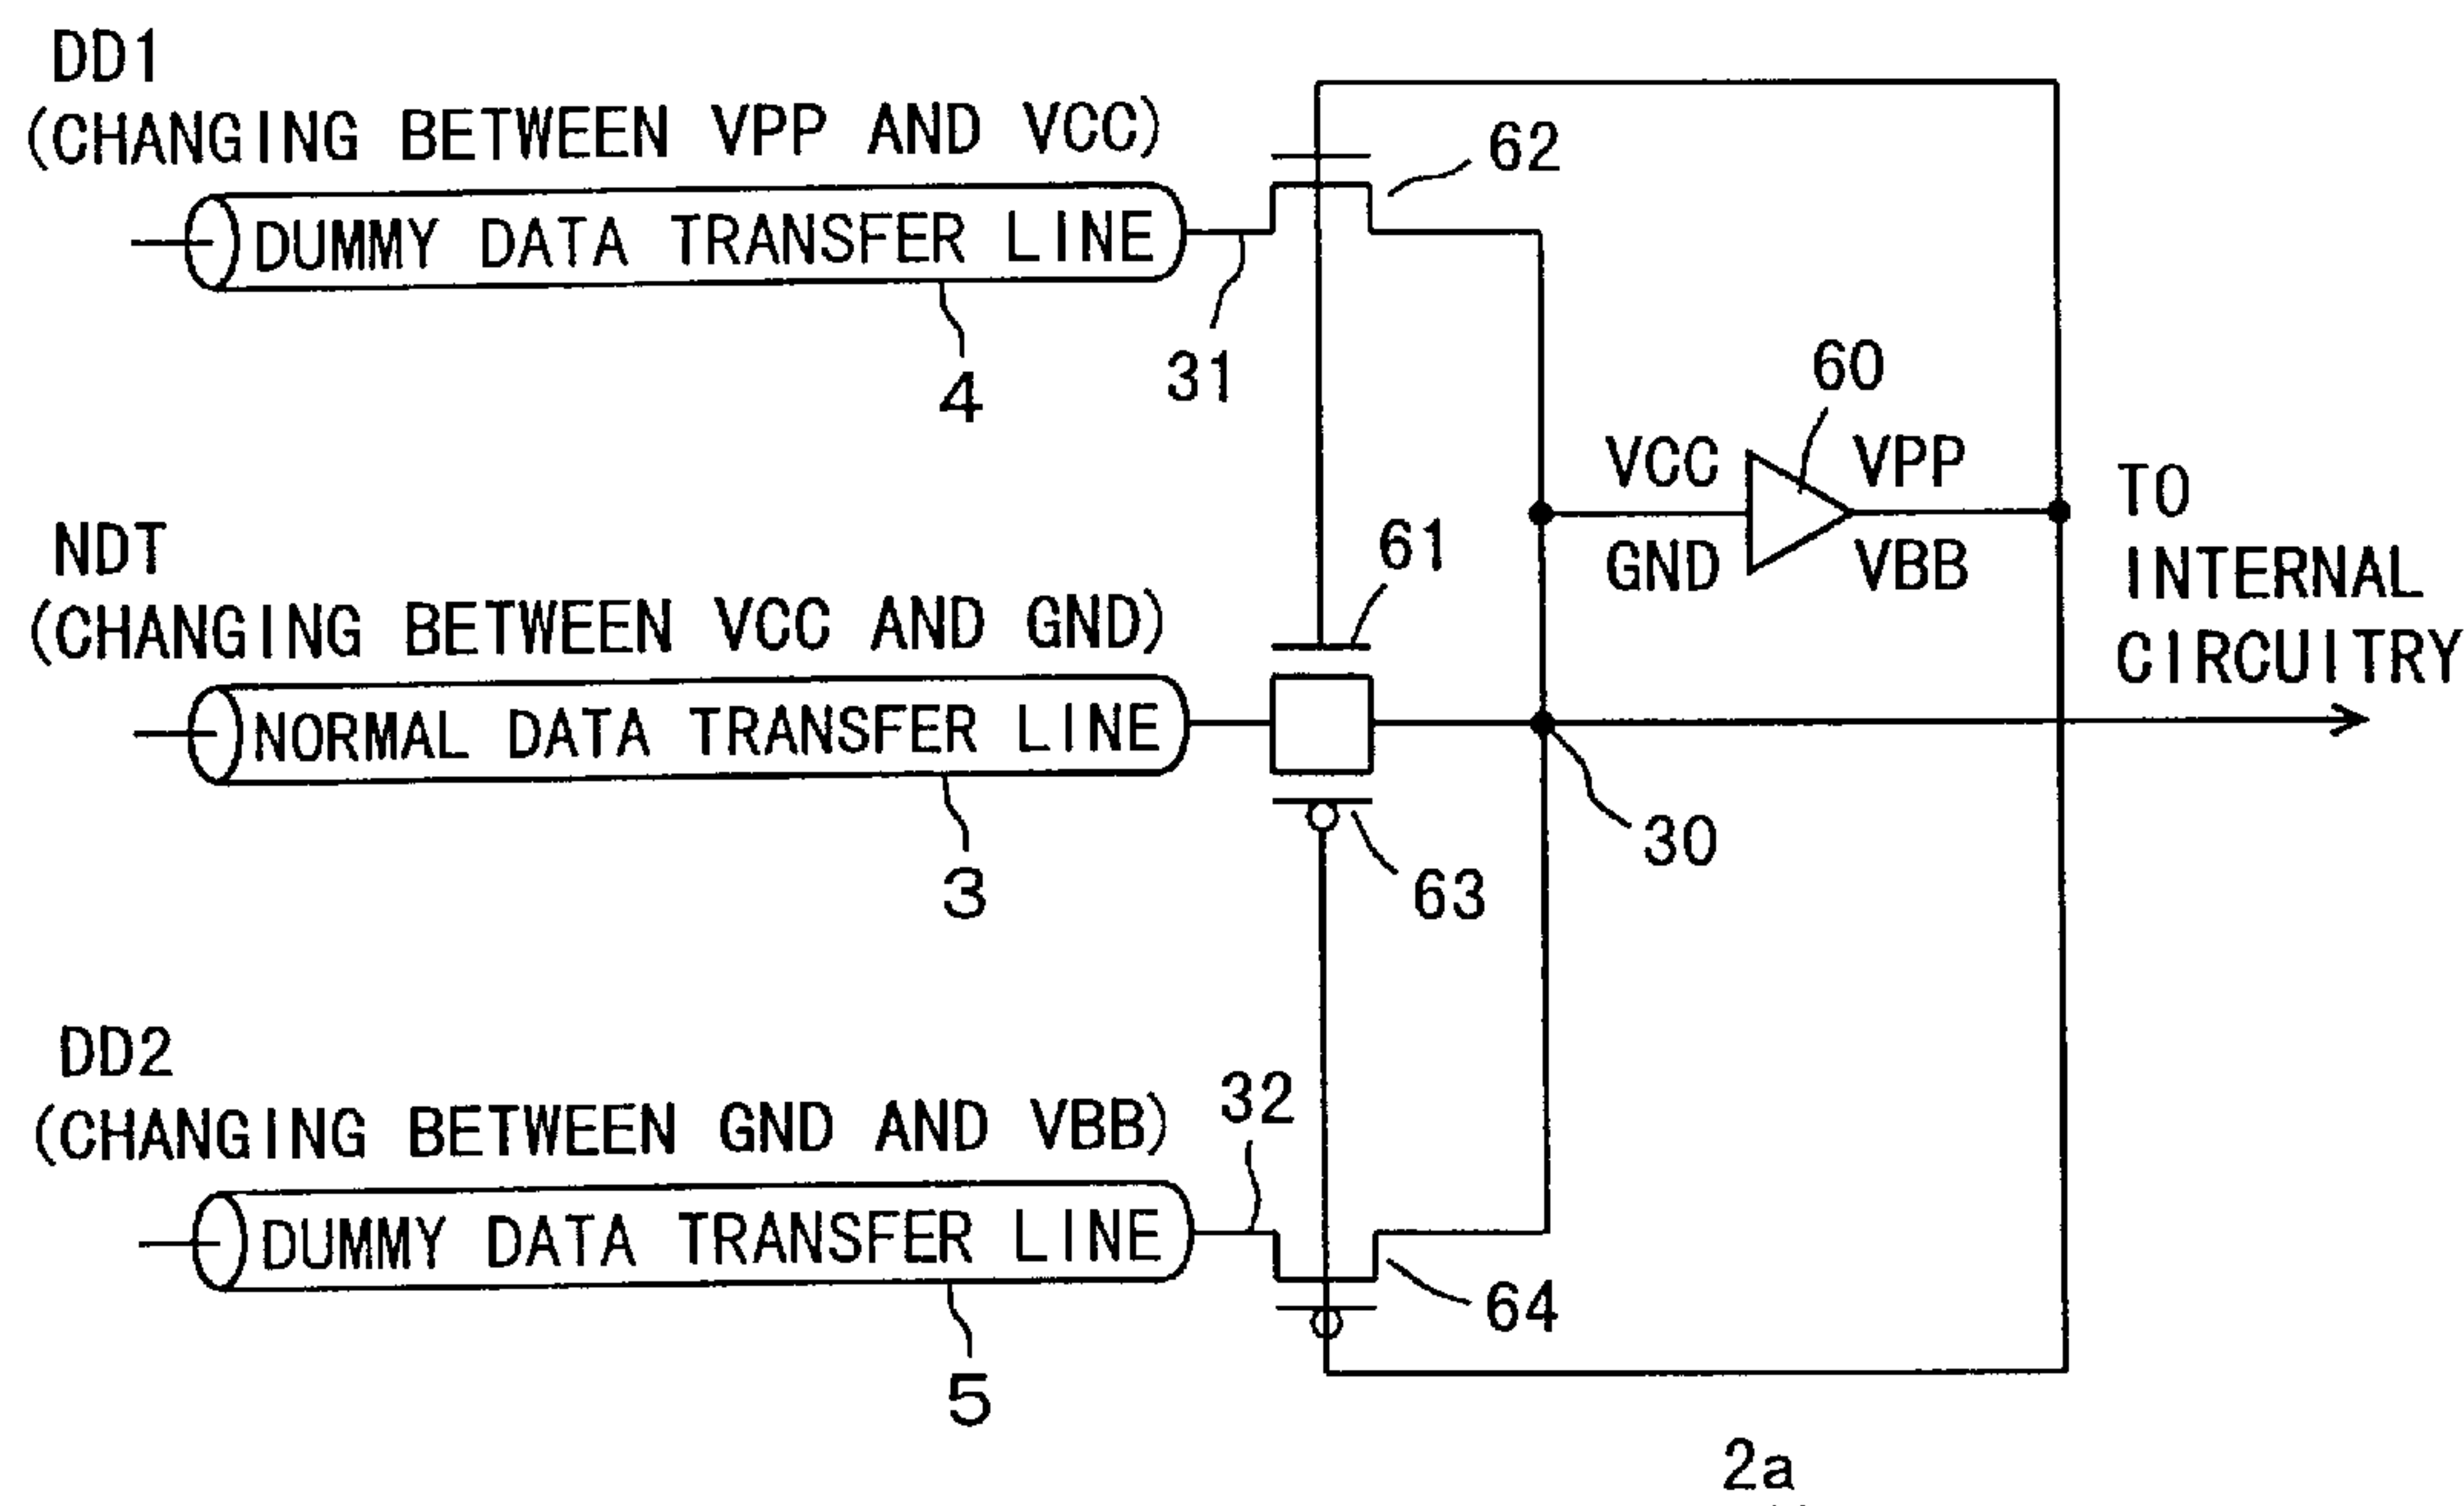 DD1
(CHANGING BETWEEN VPP AND VCC)
62
DUMMY DATA TRANSFER LINE
31
4
60
VCC
VPP
TO
INTERNAL
CIRCUITRY
GND
VBB
NDT
(CHANGING BETWEEN VCC AND GND)
61
NORMAL DATA TRANSFER LINE
30
3
63
DD2
(CHANGING BETWEEN GND AND VBB)
32
DUMMY DATA TRANSFER LINE
64
5
2a